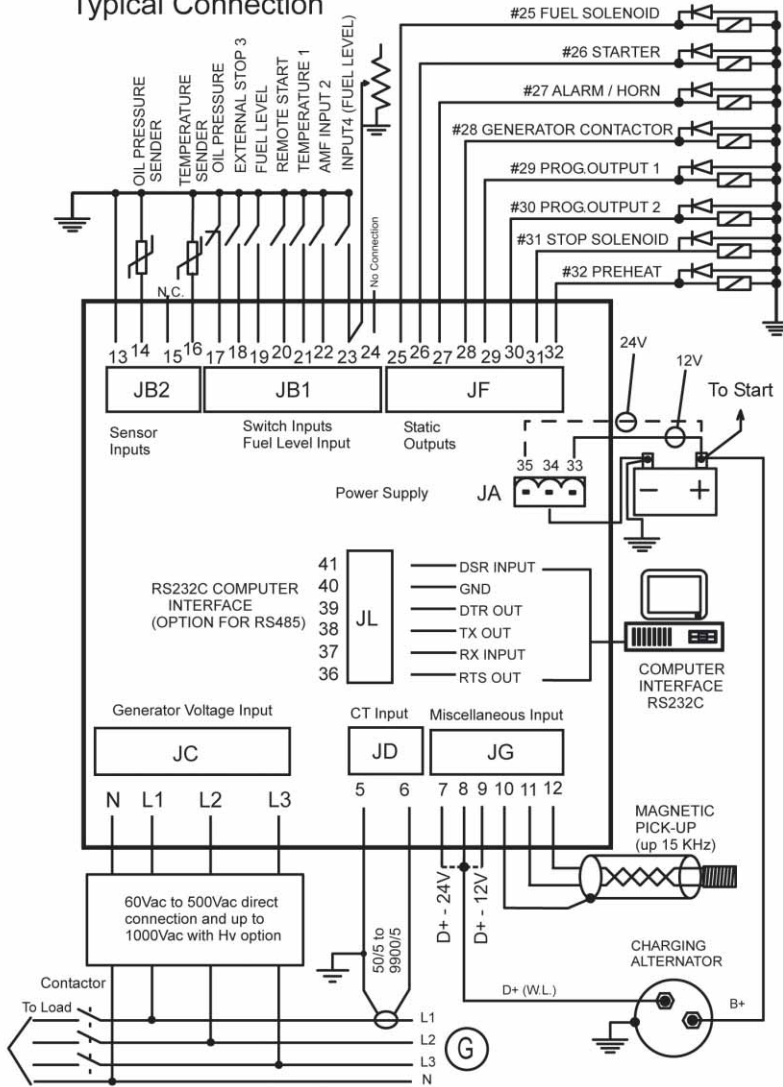 Typical Connection
#25 FUEL SOLENOID
#26 STARTER
#27 ALARM / HORN
#28 GENERATOR CONTACTOR
#29 PROG.OUTPUT 1
#30 PROG.OUTPUT 2
#31 STOP SOLENOID
#32 PREHEAT
OIL PRESSURE
SENDER
TEMPERATURE
SENDER
OIL PRESSURE
EXTERNAL STOP 3
FUEL LEVEL
REMOTE START
TEMPERATURE 1
AMF INPUT 2
INPUT4 (FUEL LEVEL)
No Connection
N.C.
13 14 15 16 17 18 19 20 21 22 23 24 25 26 27 28 29 30 31 32
JB2 JB1 JF
Sensor
Inputs
Switch Inputs
Fuel Level Input
Static
Outputs
24V
12V
To Start
35 34 33
Power Supply JA
− +
RS232C COMPUTER
INTERFACE
(OPTION FOR RS485)
JL
41 DSR INPUT
40 GND
39 DTR OUT
38 TX OUT
37 RX INPUT
36 RTS OUT
COMPUTER
INTERFACE
RS232C
Generator Voltage Input
CT Input
Miscellaneous Input
JC JD JG
N L1 L2 L3
5 6 7 8 9 10 11 12
MAGNETIC
PICK-UP
(up 15 KHz)
60Vac to 500Vac direct
connection and up to
1000Vac with Hv option
50/5 to
9900/5
D+ - 24V
D+ - 12V
CHARGING
ALTERNATOR
D+ (W.L.)
B+
Contactor
To Load
L1
L2
L3
N
G